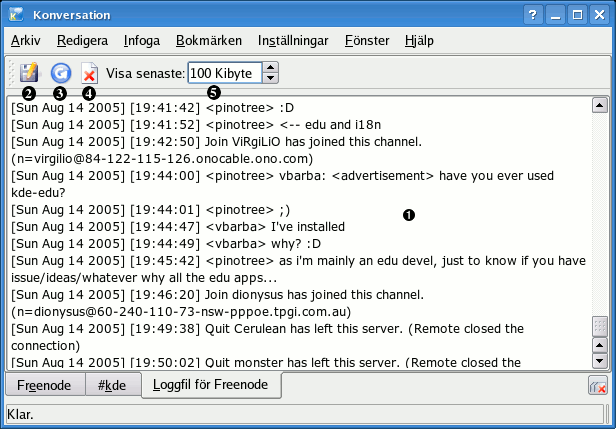 Konversation
Arkiv Redigera Infoga Bokmärken Inställningar Fönster Hjälp
Visa senaste: 100 Kibyte
2 3 4 5
[Sun Aug 14 2005] [19:41:42] <pinotree> :D
[Sun Aug 14 2005] [19:41:52] <pinotree> <-- edu and i18n
[Sun Aug 14 2005] [19:42:50] Join ViRgiLiO has joined this channel.
(n=virgilio@84-122-115-126.onocable.ono.com)
[Sun Aug 14 2005] [19:44:00] <pinotree> vbarba: <advertisement> have you ever used
kde-edu?
[Sun Aug 14 2005] [19:44:01] <pinotree> ;)
1
[Sun Aug 14 2005] [19:44:47] <vbarba> I've installed
[Sun Aug 14 2005] [19:44:49] <vbarba> why? :D
[Sun Aug 14 2005] [19:45:42] <pinotree> as i'm mainly an edu devel, just to know if you have
issue/ideas/whatever why all the edu apps...
[Sun Aug 14 2005] [19:46:20] Join dionysus has joined this channel.
(n=dionysus@60-240-110-73-nsw-pppoe.tpgi.com.au)
[Sun Aug 14 2005] [19:49:38] Quit Cerulean has left this server. (Remote closed the
connection)
[Sun Aug 14 2005] [19:50:02] Quit monster has left this server. (Remote closed the
Freenode #kde Loggfil för Freenode
Klar.